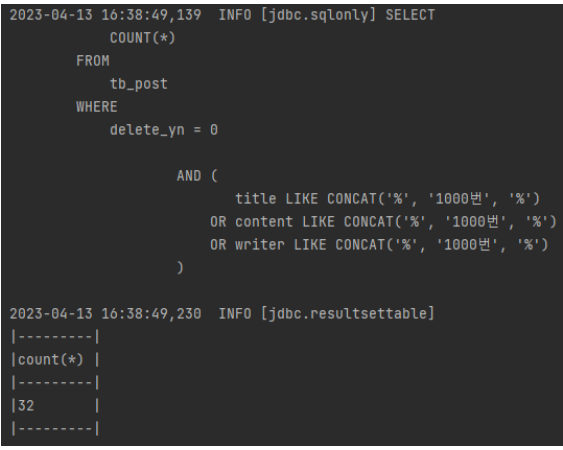 2023-04-13 16:38:49,139  INFO [jdbc.sqlonly] SELECT
            COUNT(*)
        FROM
            tb_post
        WHERE
            delete_yn = 0
                    AND (
                           title LIKE CONCAT('%', '1000번', '%')
                        OR content LIKE CONCAT('%', '1000번', '%')
                        OR writer LIKE CONCAT('%', '1000번', '%')
                    )
2023-04-13 16:38:49,230  INFO [jdbc.resultsettable]
|---------|
|count(*) |
|---------|
|32       |
|---------|